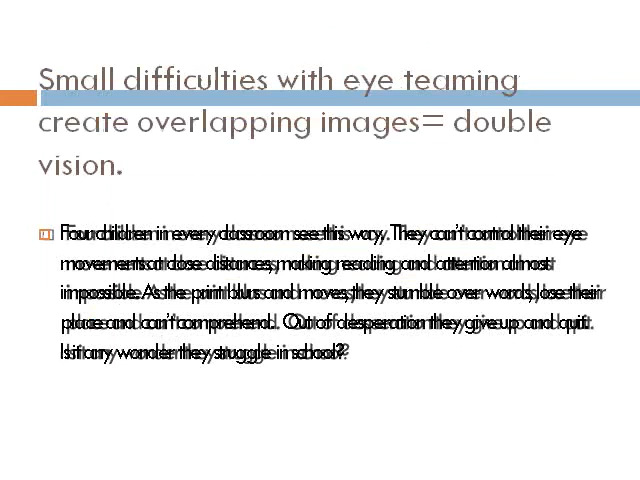 Small difficulties with eye teaming
create overlapping images= double
vision.
Four children in every classroom see this way. They can't control their eye
movements at close distances, making reading and attention almost
impossible. As the print blurs and moves, they stumble over words, lose their
place and can't comprehend. Out of desperation they give up and quit.
Is it any wonder they struggle in school?